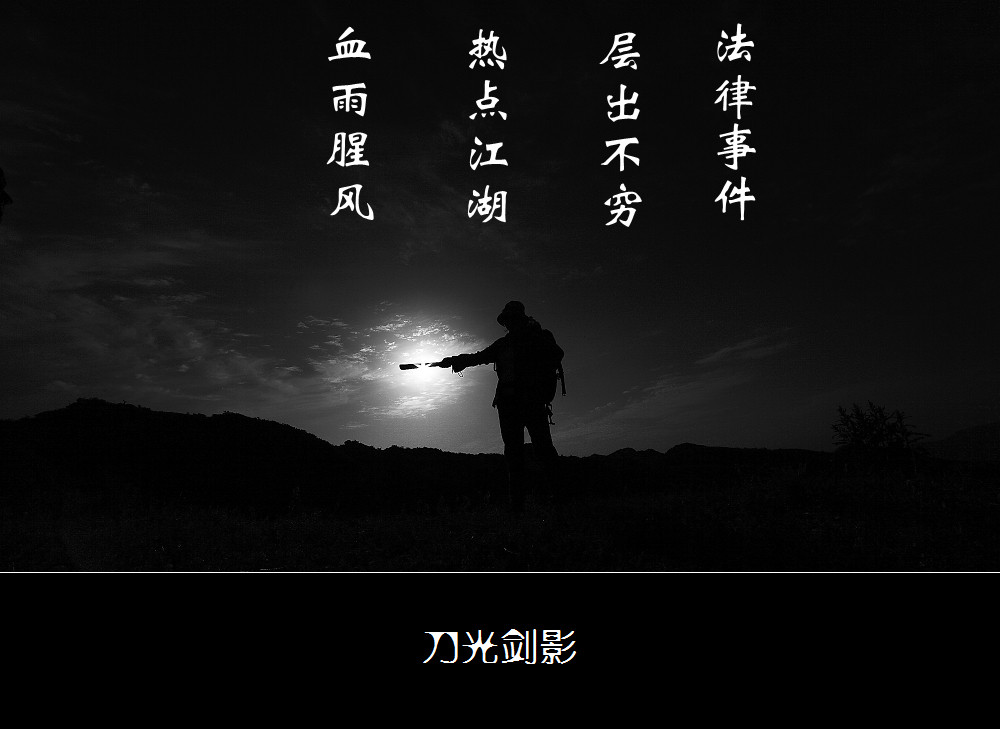 法律事件
层出不穷
热点江湖
血雨腥风
刀光剑影